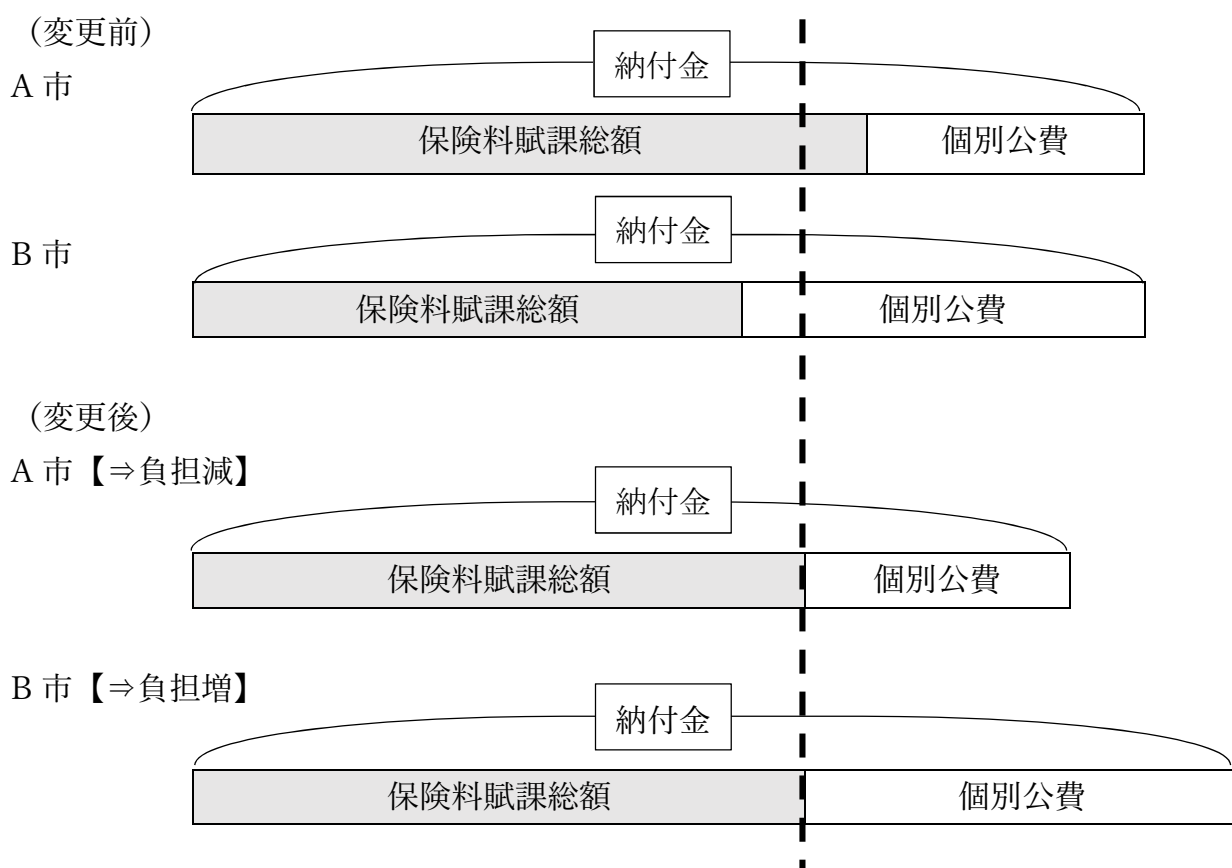 （変更前）
A 市
納付金
保険料賦課総額 個別公費
B 市
納付金
保険料賦課総額 個別公費
（変更後）
A 市【⇒負担減】
納付金
保険料賦課総額 個別公費
B 市【⇒負担増】
納付金
保険料賦課総額 個別公費